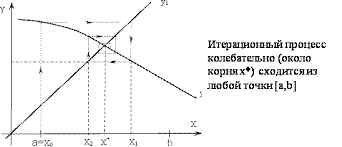 Y
y1
Итерационный процесс
колебательно (около
корня x*) сходится из
любой точки [a,b]
X
a=x₀
x₂
x*
x₁
b